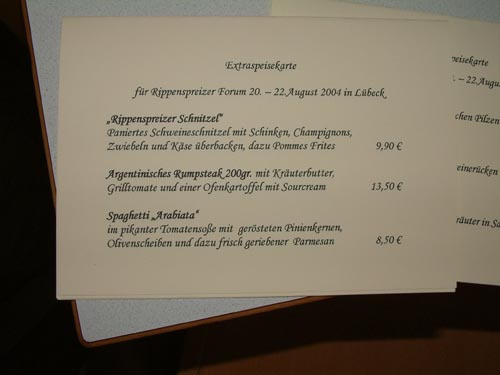 Extraspeisekarte
für Rippenspreizer Forum 20. – 22.August 2004 in Lübeck
„Rippenspreizer Schnitzel"
Paniertes Schweineschnitzel mit Schinken, Champignons,
Zwiebeln und Käse überbacken, dazu Pommes Frites 9,90 €
Argentinisches Rumpsteak 200gr. mit Kräuterbutter,
Grilltomate und einer Ofenkartoffel mit Sourcream 13,50 €
Spaghetti „Arabiata"
im pikanter Tomatensoße mit gerösteten Pinienkernen,
Olivenscheiben und dazu frisch geriebener Parmesan 8,50 €
peisekarte
. – 22.Augu
chen Pilzen
einerücken
räuter in Sa